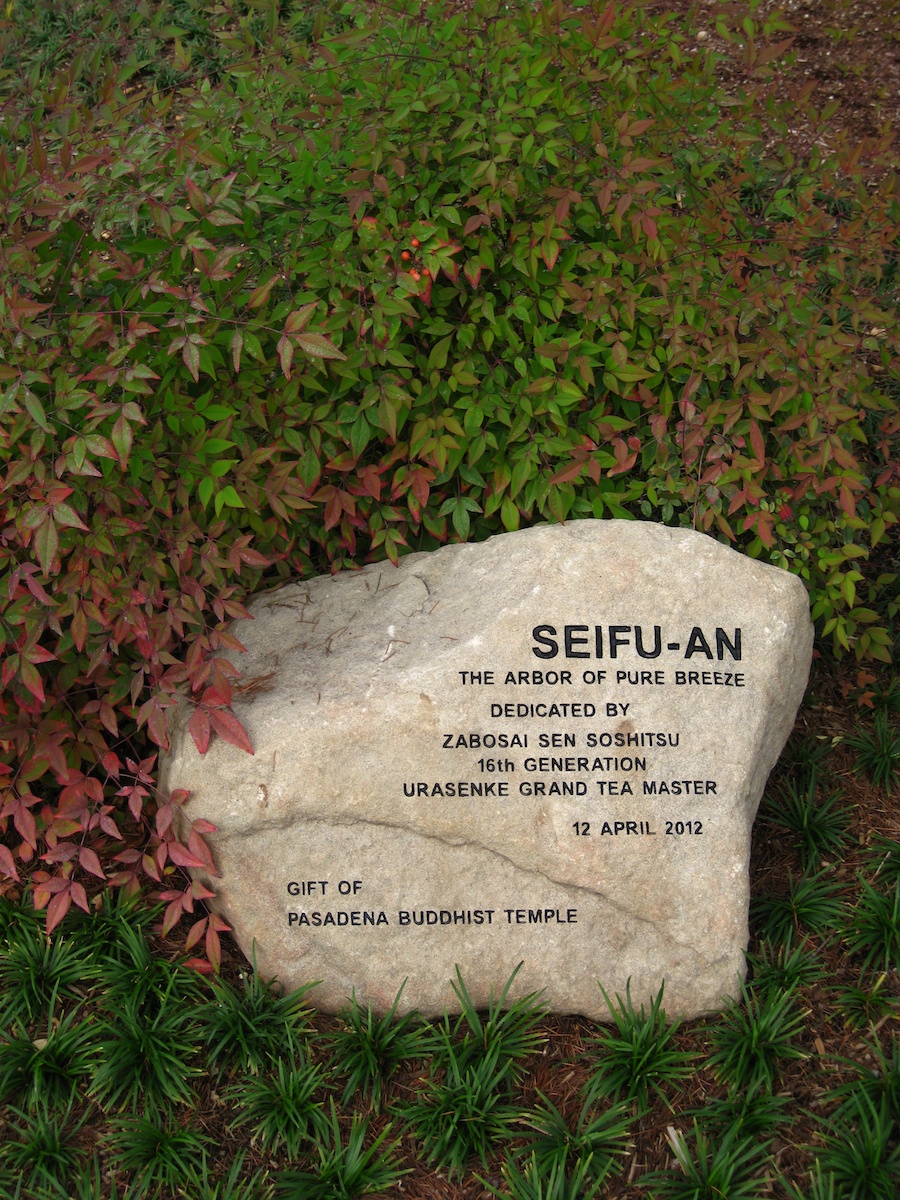 SEIFU-AN
THE ARBOR OF PURE BREEZE
DEDICATED BY
ZABOSAI SEN SOSHITSU
16th GENERATION
URASENKE GRAND TEA MASTER
12 APRIL 2012
GIFT OF
PASADENA BUDDHIST TEMPLE